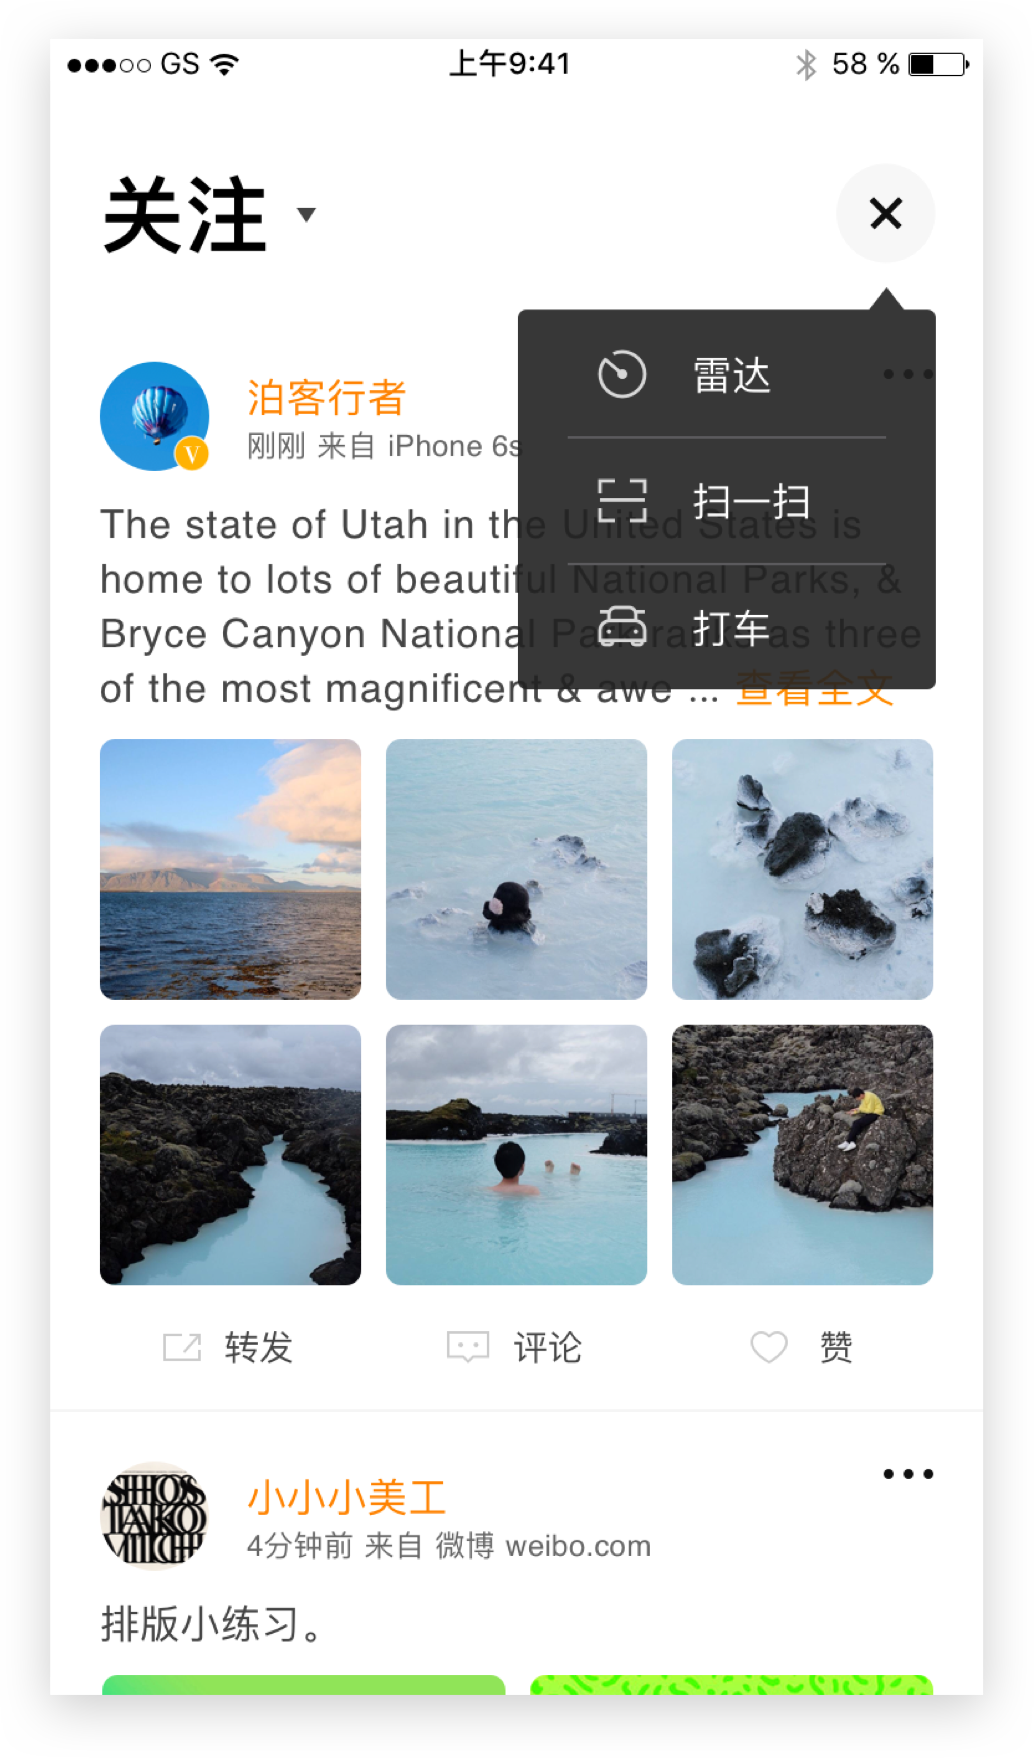 GS 上午9:41 58 %
关注
雷达
扫一扫
打车
泊客行者
刚刚 来自 iPhone 6s
The state of Utah in the United States is
home to lots of beautiful National Parks, &
Bryce Canyon National Park ranks as three
of the most magnificent & awe ... 查看全文
转发 评论 赞
小小小美工
4分钟前 来自 微博 weibo.com
排版小练习。